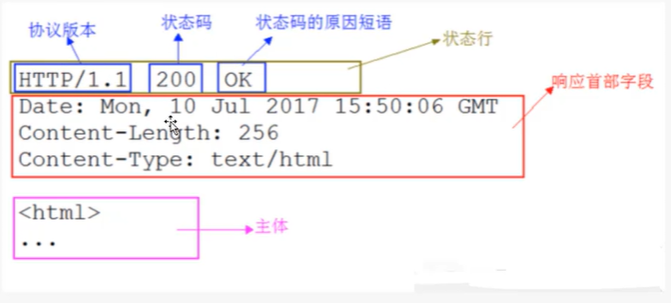 协议版本 状态码 状态码的原因短语 状态行
HTTP/1.1 200 OK
响应首部字段
Date: Mon, 10 Jul 2017 15:50:06 GMT
Content-Length: 256
Content-Type: text/html
<html>
...
主体